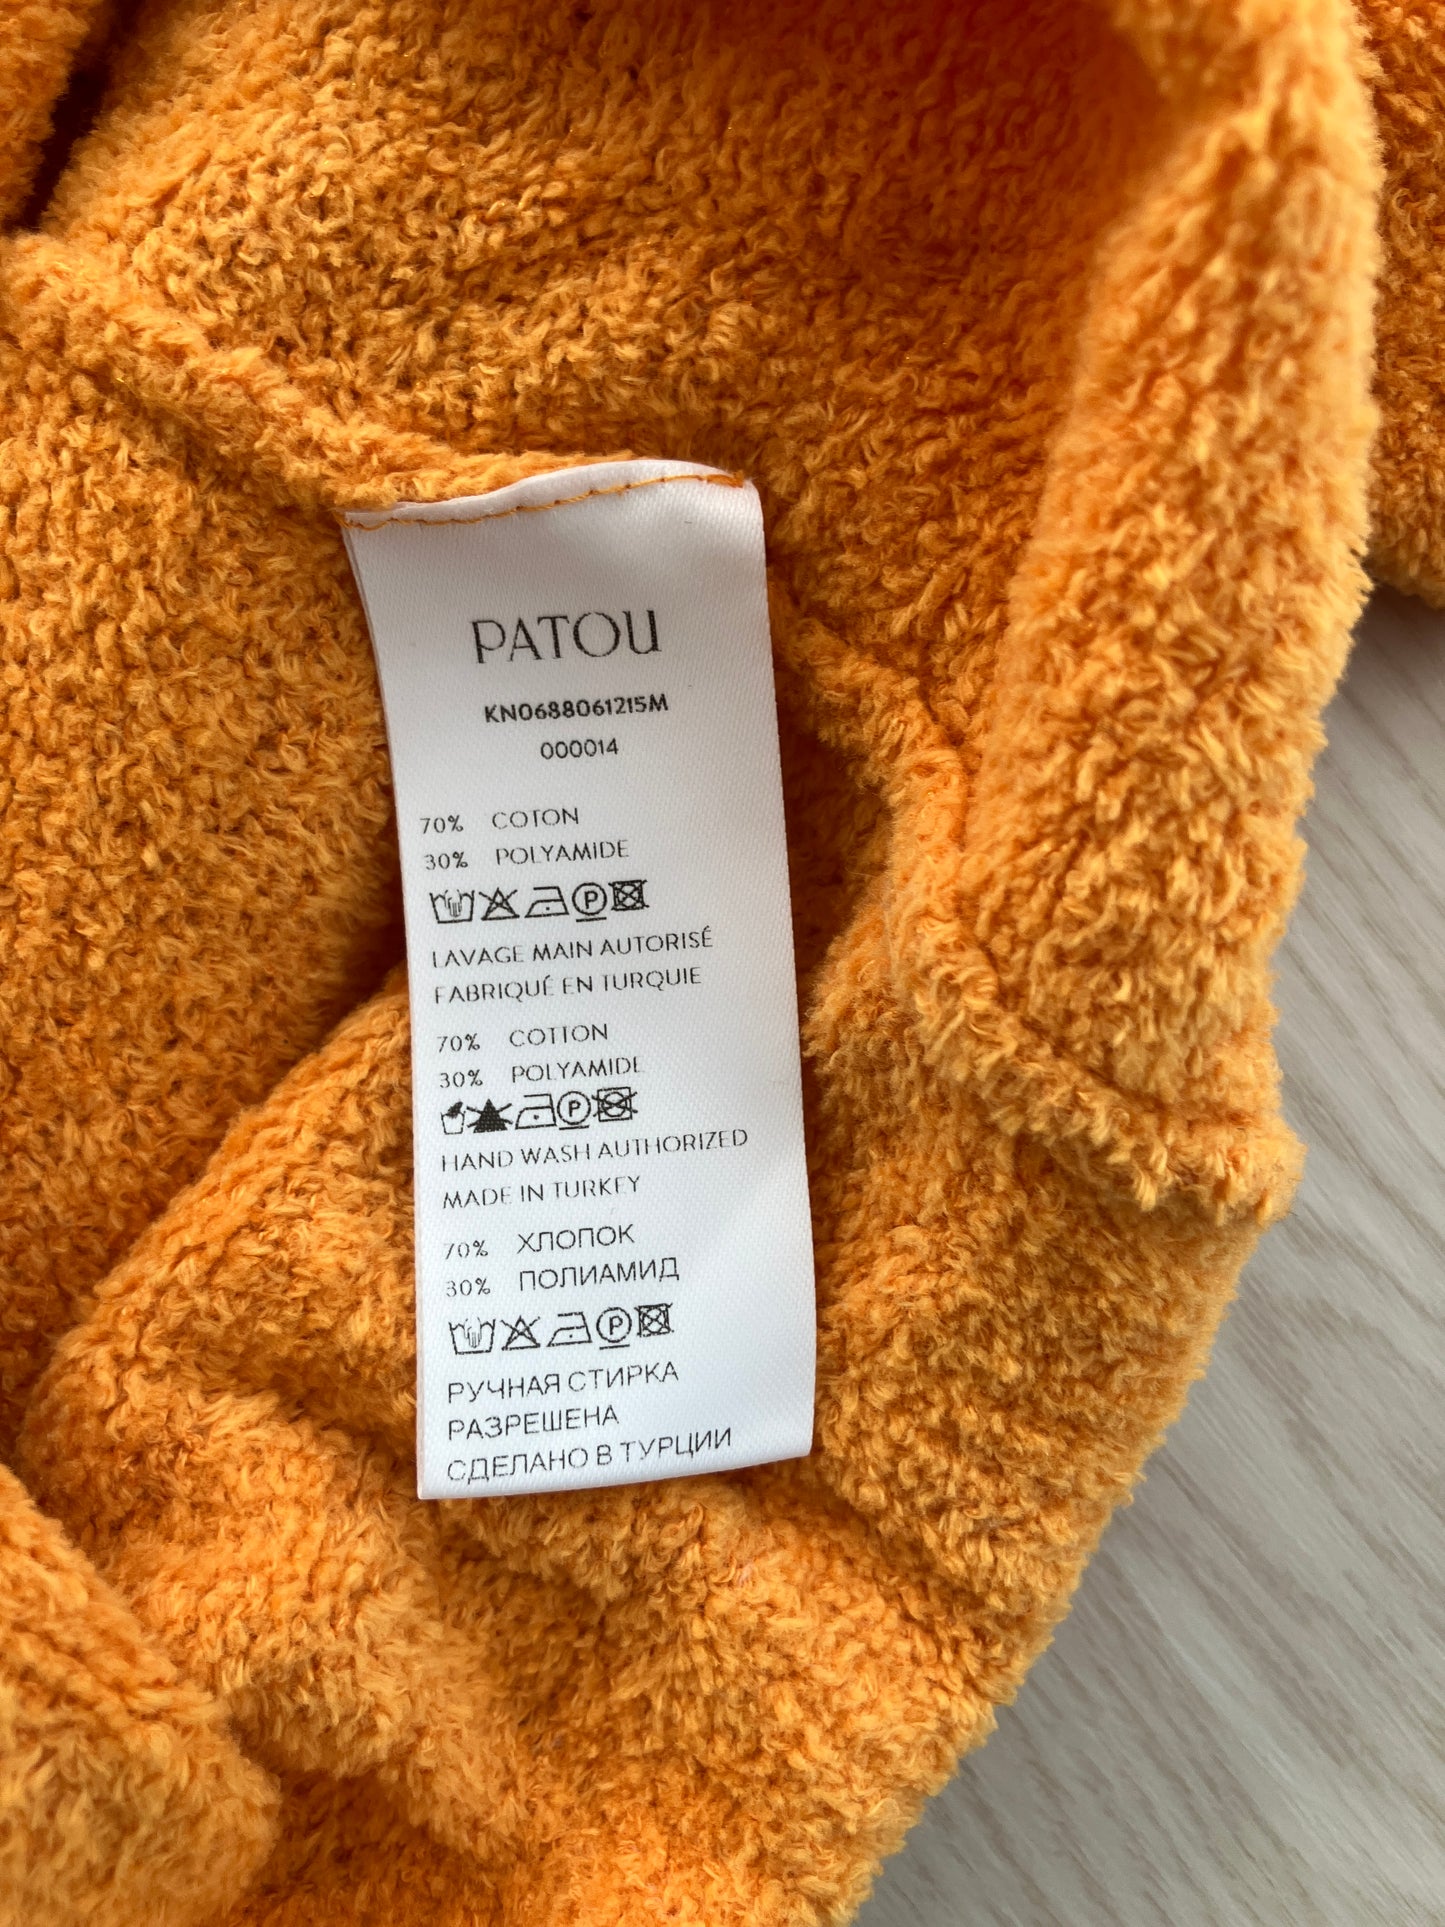 PATOU
KN0688061215M
000014
70% COTON
30% POLYAMIDE
P
LAVAGE MAIN AUTORISÉ
FABRIQUÉ EN TURQUIE
70% COTTON
30% POLYAMIDE
P
HAND WASH AUTHORIZED
MADE IN TURKEY
70% ХЛОПОК
30% ПОЛИАМИД
P
РУЧНАЯ СТИРКА
РАЗРЕШЕНА
СДЕЛАНО В ТУРЦИИ